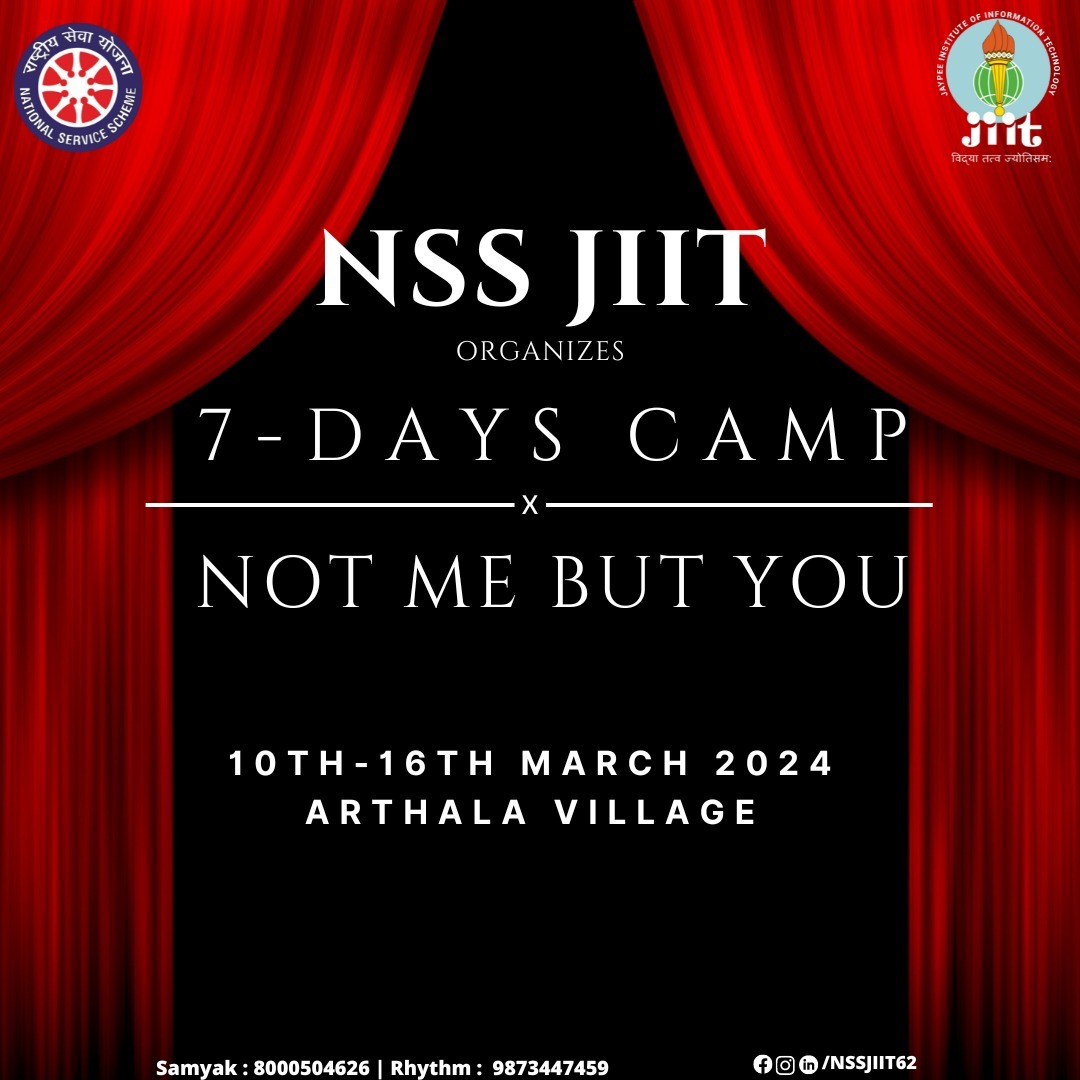 राष्ट्रीय सेवा योजना
NATIONAL SERVICE SCHEME
JAYPEE INSTITUTE OF INFORMATION TECHNOLOGY
jiit
विद्या तत्व ज्योतिसम:
NSS JIIT
ORGANIZES
7-DAYS CAMP
X
NOT ME BUT YOU
10TH-16TH MARCH 2024
ARTHALA VILLAGE
Samyak : 8000504626 | Rhythm : 9873447459
/NSSJIIT62